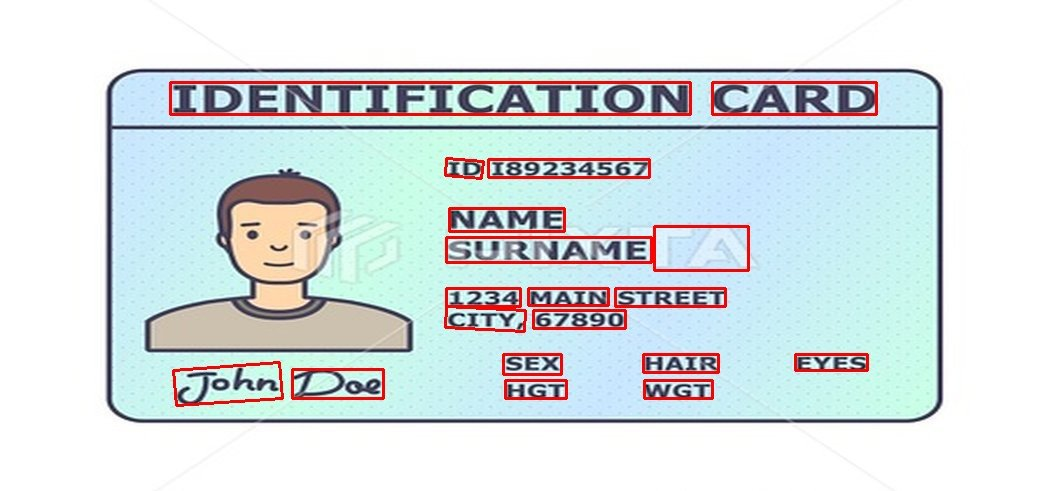 IDENTIFICATION CARD
ID I89234567
NAME
SURNAME
1234 MAIN STREET
CITY, 67890
SEX HAIR EYES
HGT WGT
John Doe